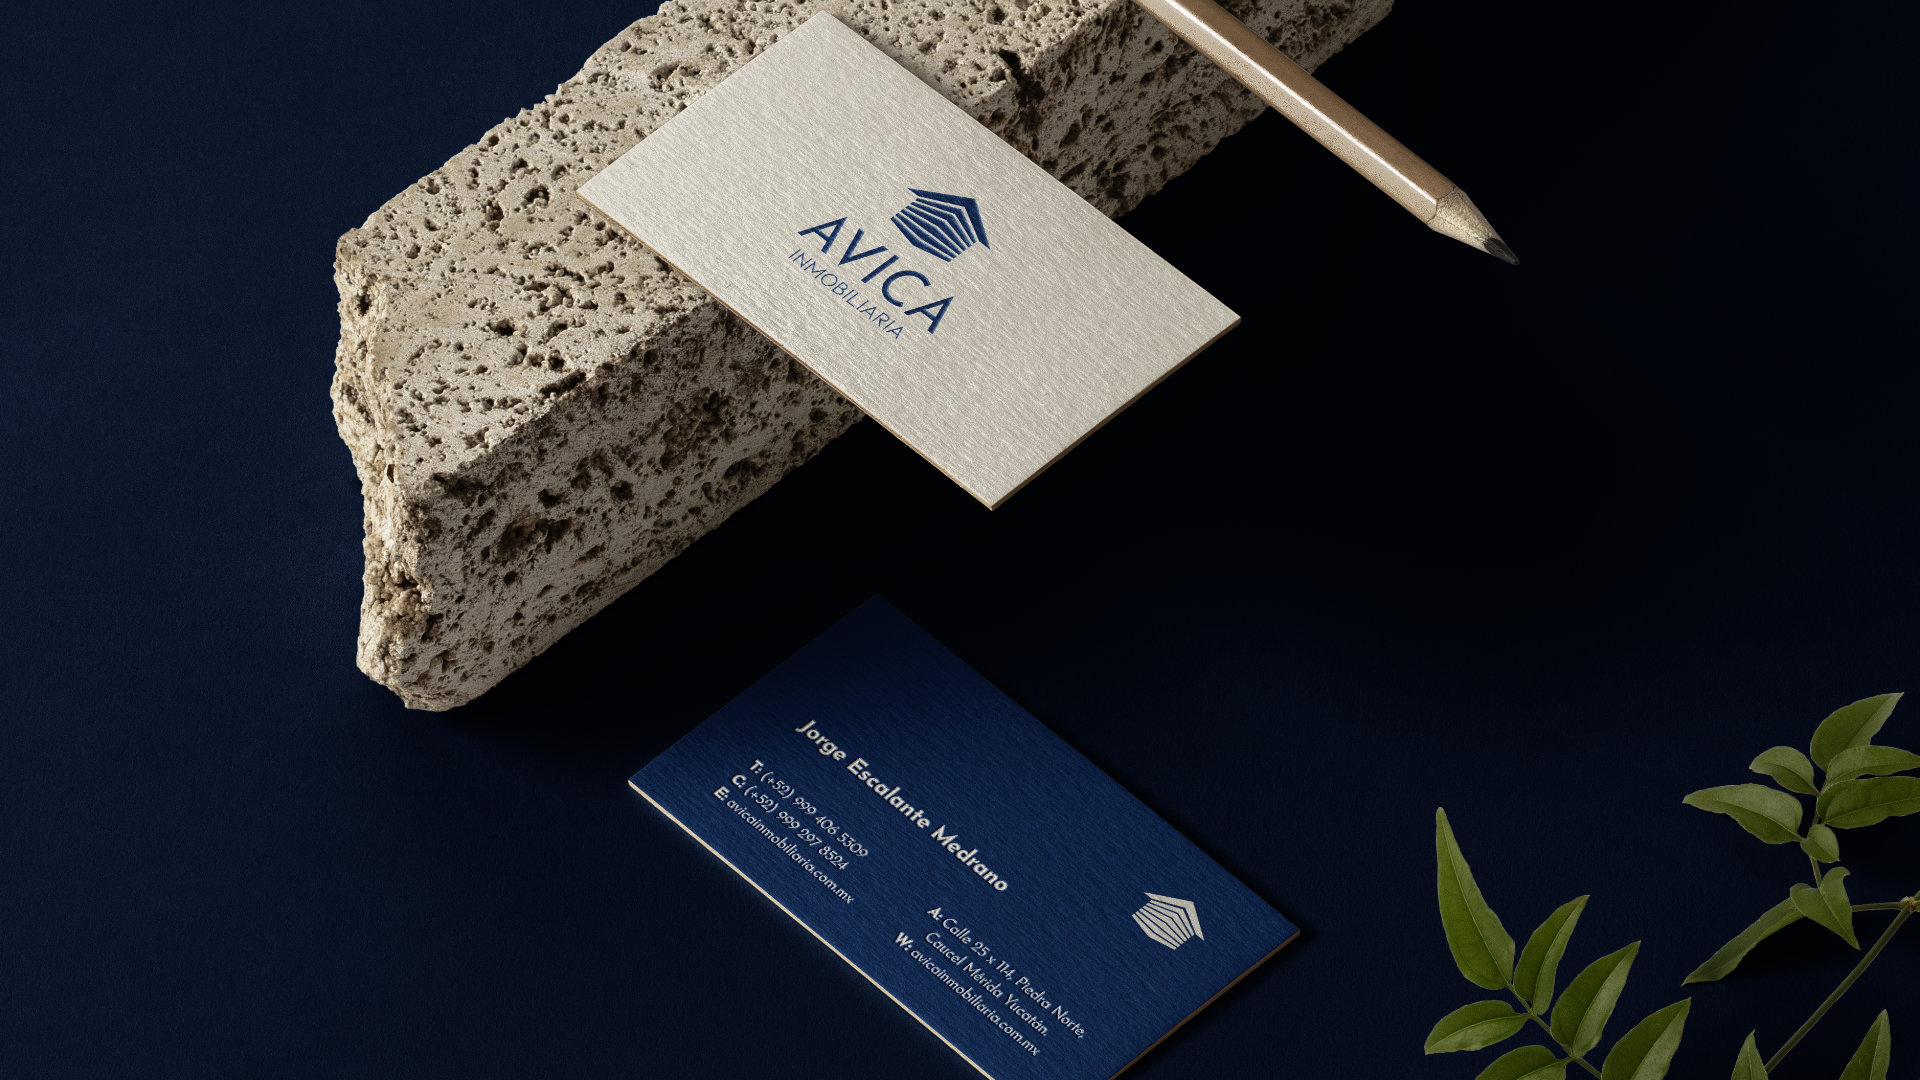 AVICA
INMOBILIARIA
Jorge Escalante Medrano
T: (+52) 999 406 5309
C: (+52) 999 297 8524
E: avicainmobiliaria.com.mx
A: Calle 25 x 114, Piedra Norte,
Caucel Mérida Yucatán.
W: avicainmobiliaria.com.mx